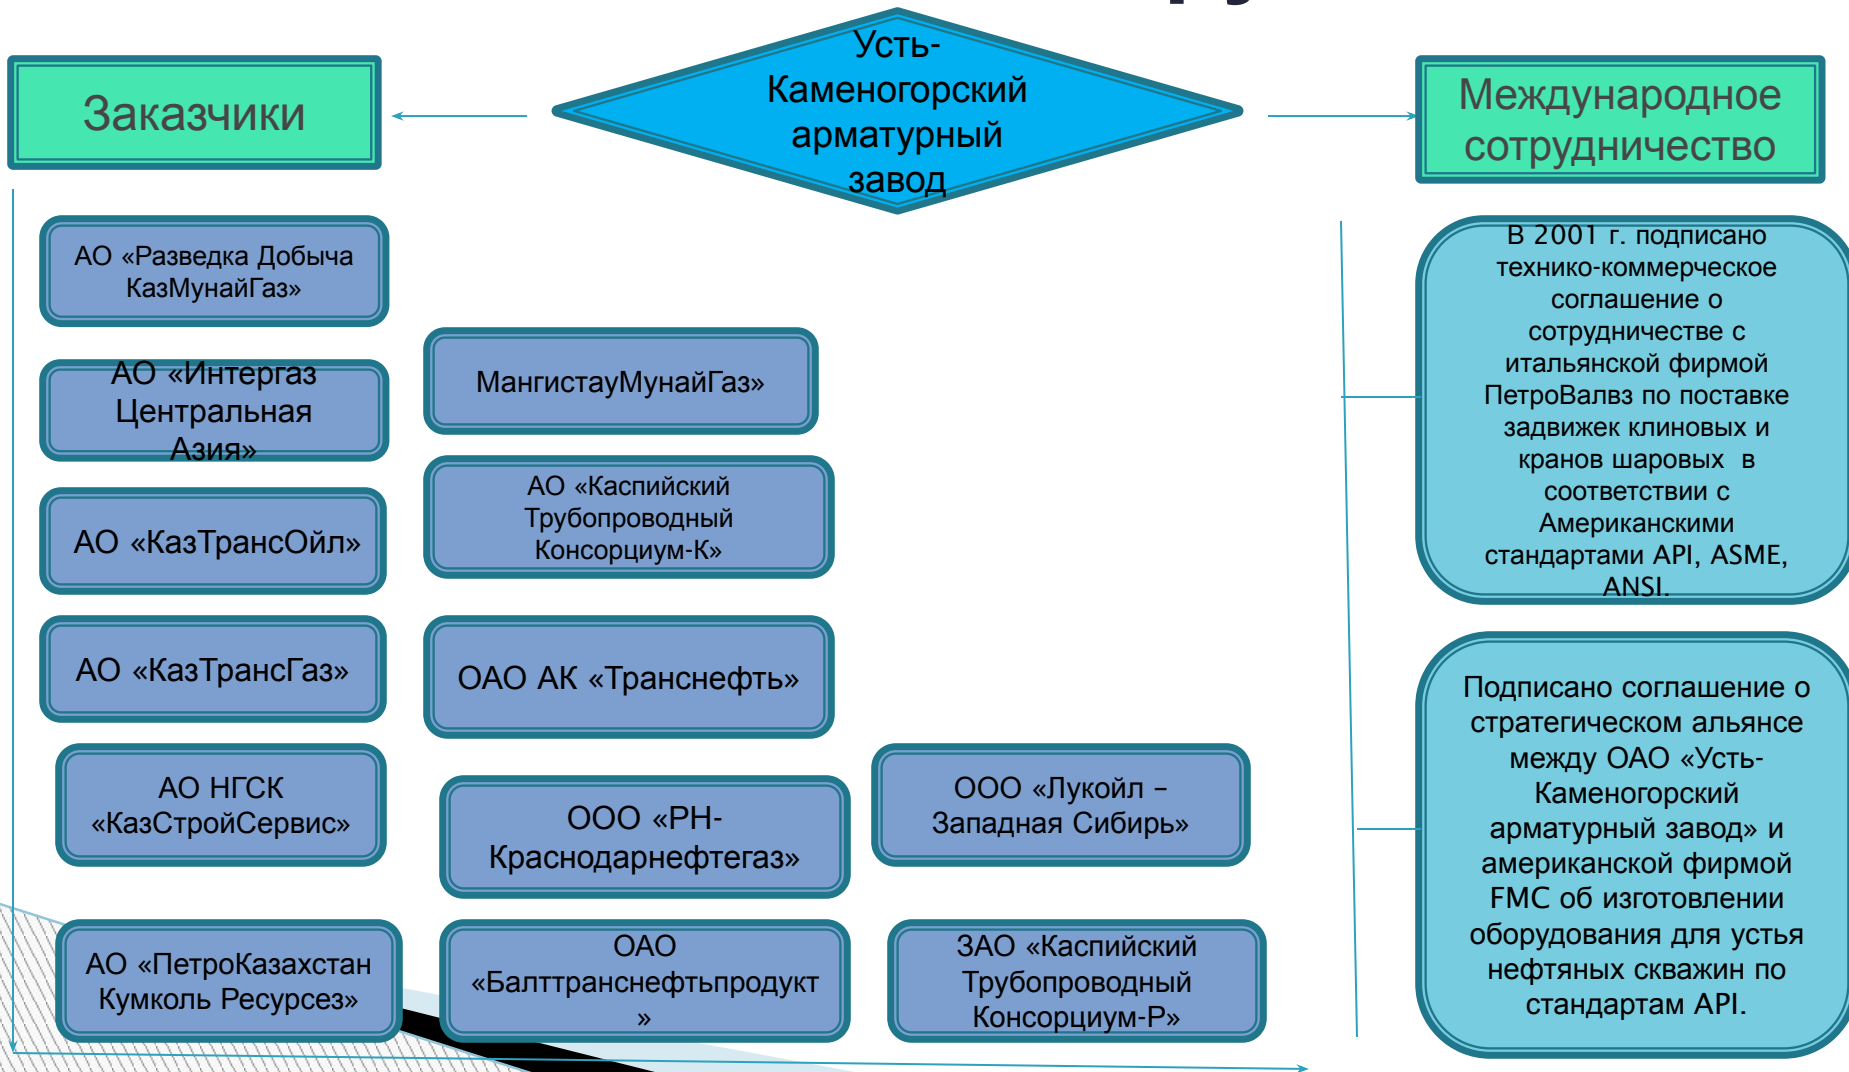 Усть-
Каменогорский
арматурный
завод
Заказчики
Международное
сотрудничество
АО «Разведка Добыча
КазМунайГаз»
АО «Интергаз
Центральная
Азия»
АО «КазТрансОйл»
АО «КазТрансГаз»
АО НГСК
«КазСтройСервис»
АО «ПетроКазахстан
Кумколь Ресурсез»
МангистауМунайГаз»
АО «Каспийский
Трубопроводный
Консорциум-К»
ОАО АК «Транснефть»
ООО «РН-
Краснодарнефтегаз»
ОАО
«Балттранснефтьпродукт
»
ООО «Лукойл –
Западная Сибирь»
ЗАО «Каспийский
Трубопроводный
Консорциум-Р»
В 2001 г. подписано
технико-коммерческое
соглашение о
сотрудничестве с
итальянской фирмой
ПетроВалвз по поставке
задвижек клиновых и
кранов шаровых в
соответствии с
Американскими
стандартами API, ASME,
ANSI.
Подписано соглашение о
стратегическом альянсе
между ОАО «Усть-
Каменогорский
арматурный завод» и
американской фирмой
FMC об изготовлении
оборудования для устья
нефтяных скважин по
стандартам API.